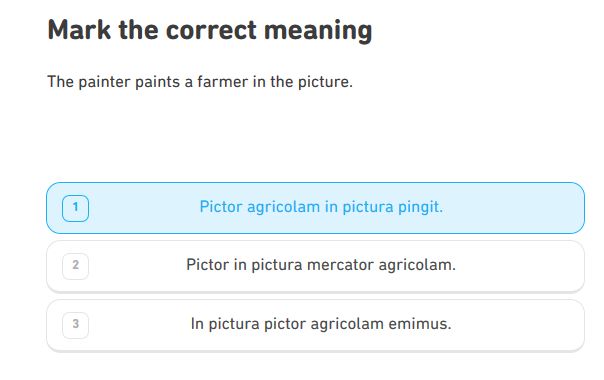 Mark the correct meaning
The painter paints a farmer in the picture.
1 Pictor agricolam in pictura pingit.
2 Pictor in pictura mercator agricolam.
3 In pictura pictor agricolam emimus.